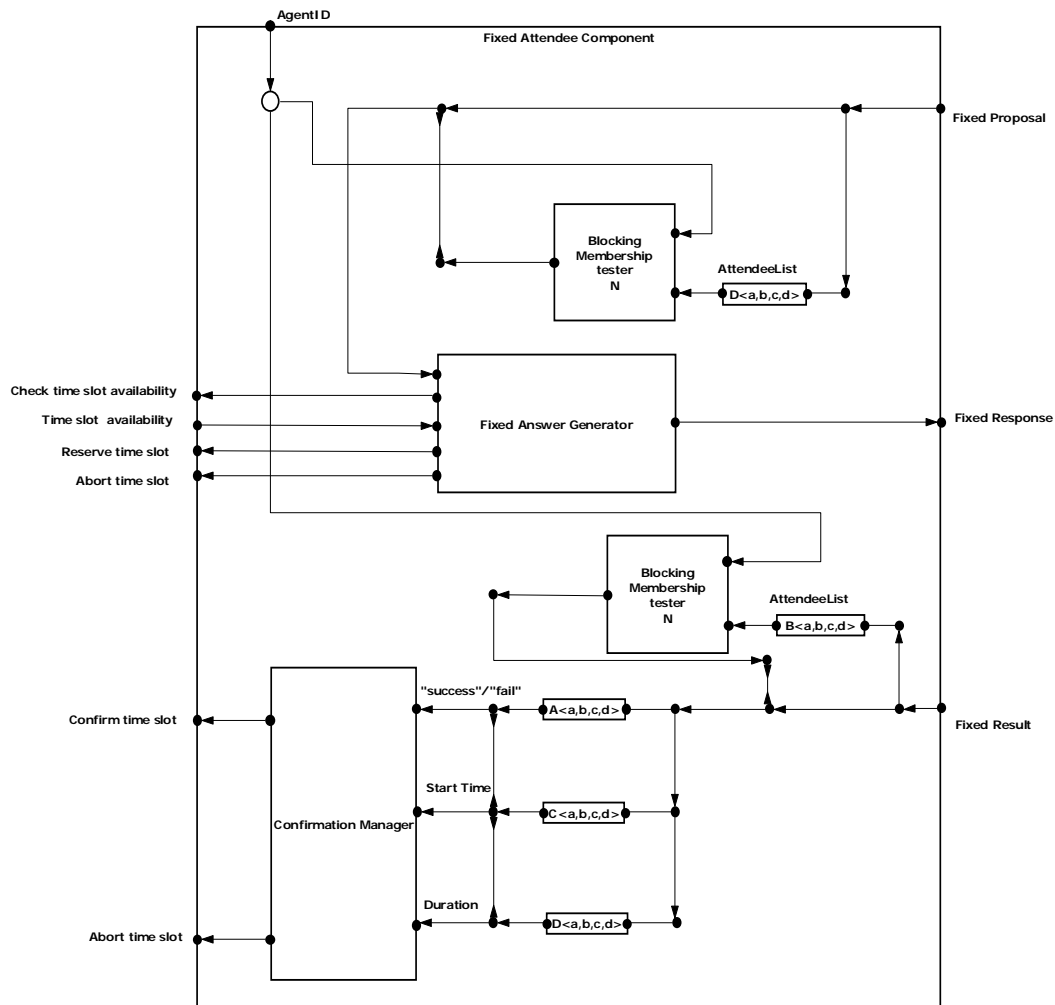 AgentID
Fixed Attendee Component
Fixed Proposal
Blocking
Membership
tester
N
AttendeeList
D<a,b,c,d>
Check time slot availability
Time slot availability
Reserve time slot
Abort time slot
Fixed Answer Generator
Fixed Response
Blocking
Membership
tester
N
AttendeeList
B<a,b,c,d>
"success"/"fail"
A<a,b,c,d>
Confirm time slot
Fixed Result
Start Time
C<a,b,c,d>
Confirmation Manager
Duration
D<a,b,c,d>
Abort time slot